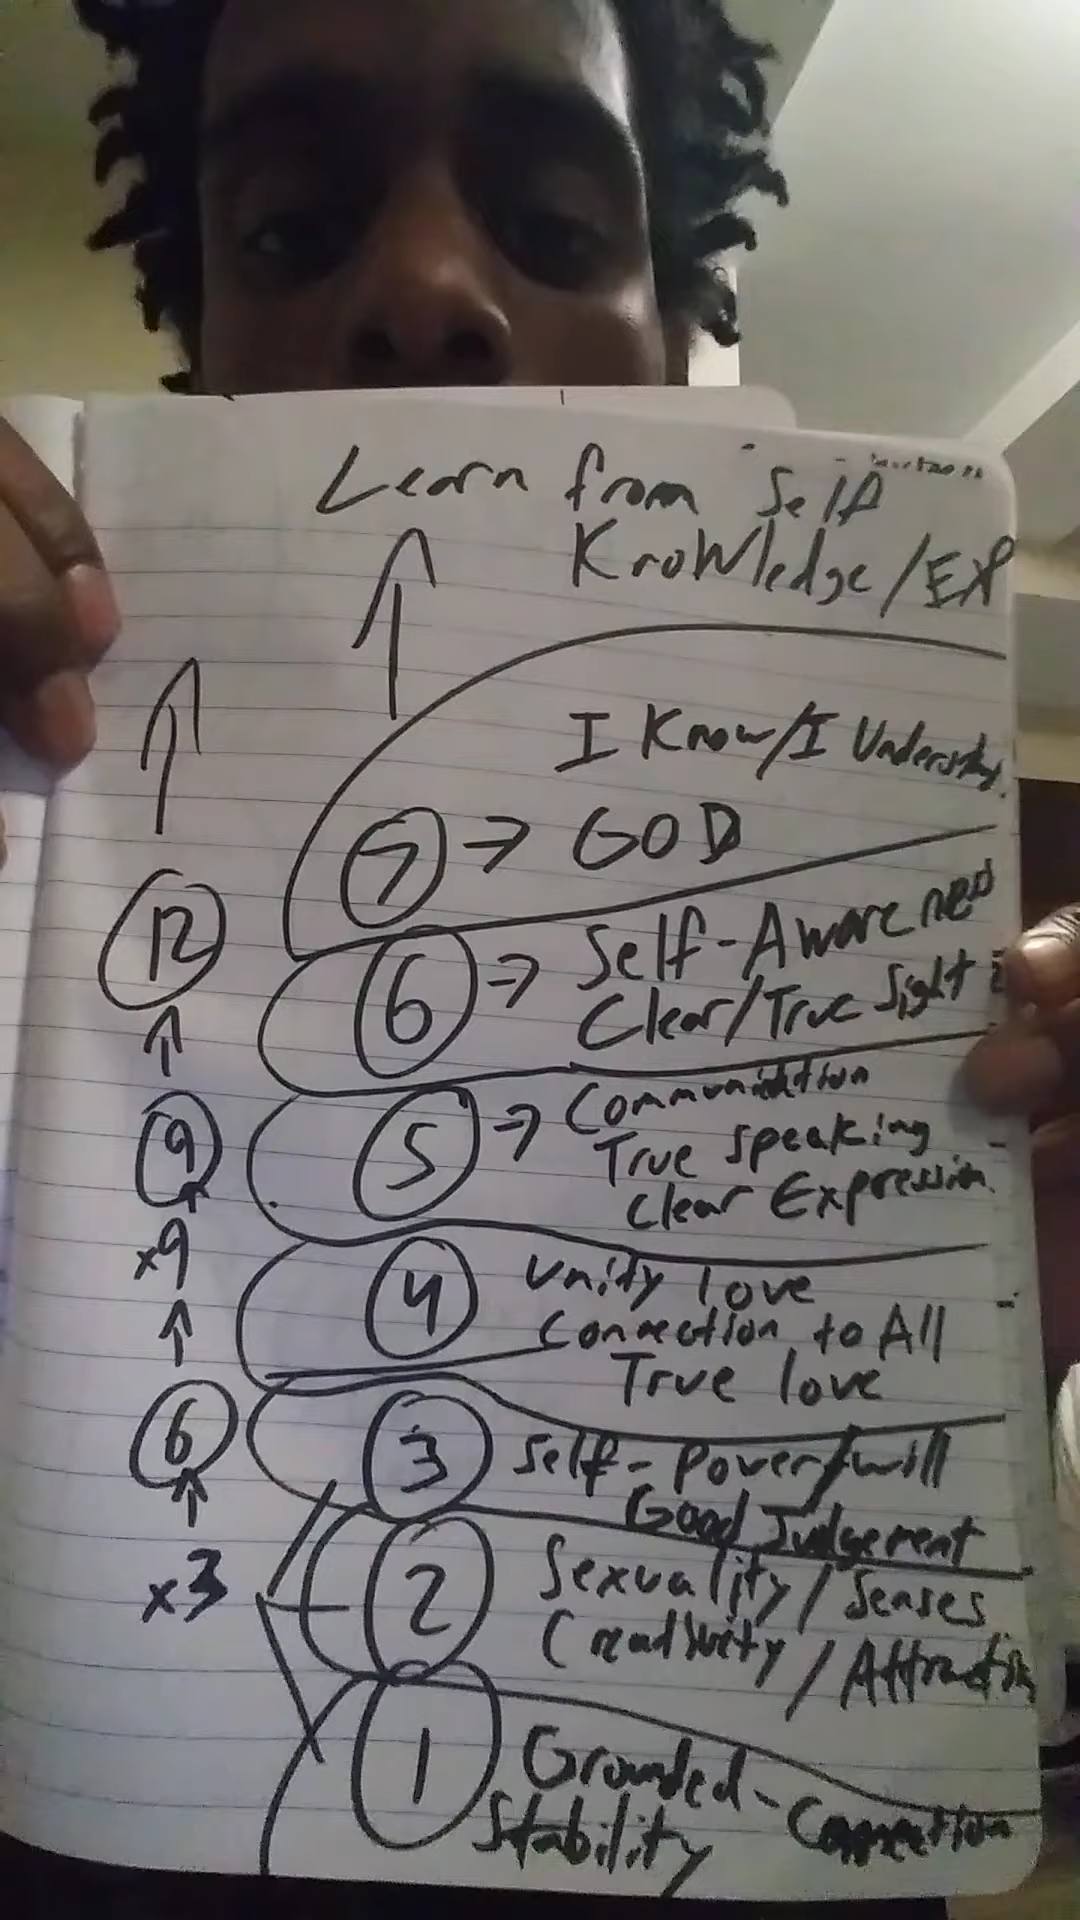 Learn from Self
Knowledge/EXP
I Know/I
7 → GOD
6 → Self-Awarenes
Clear/True Sight
5 → Communication
True speaking
Clear Expression.
4 Unity love
Connection to All
True love
3 Self-Power/will
Good Judgement
2 Sexuality/Senses
Creativity/Attraction
1 Grounded-Connection
Stability
12
9
x9
6
x3